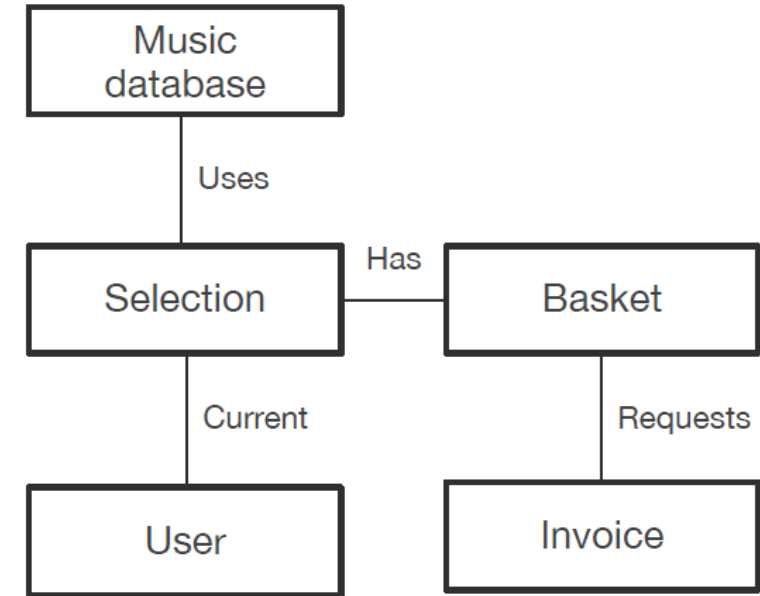 Music
database
Uses
Selection
Has
Basket
Current
Requests
User
Invoice